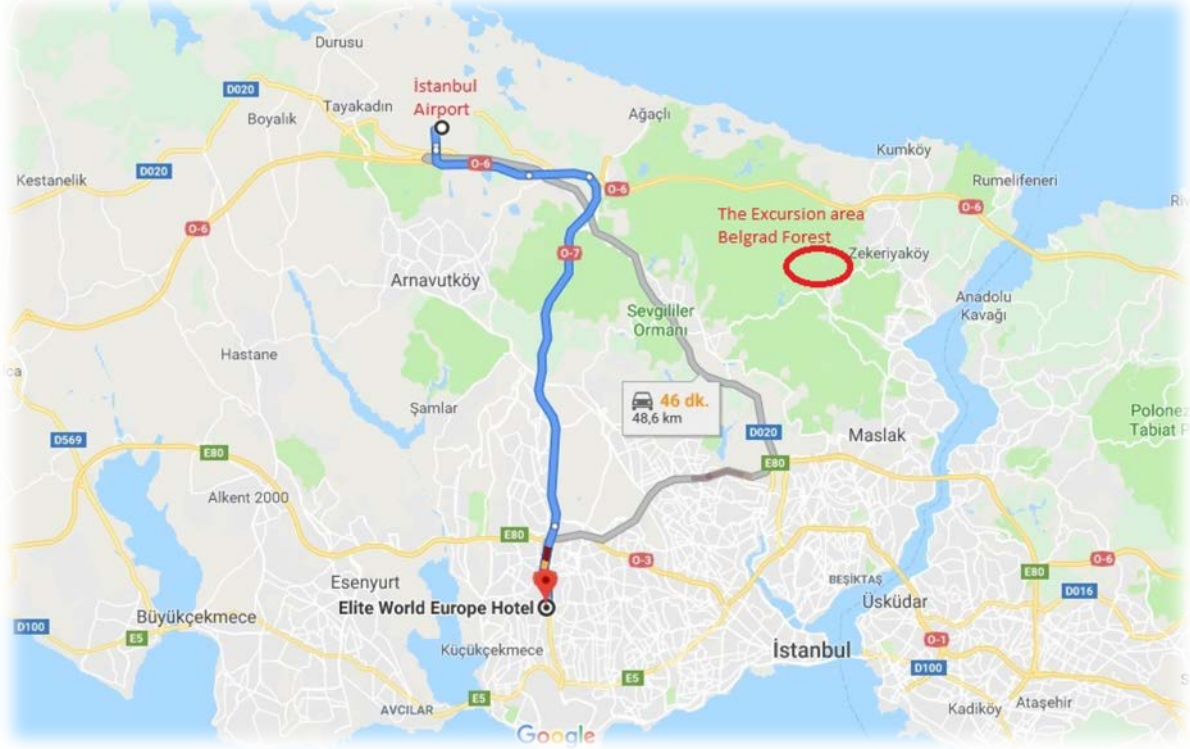 Durusu
D020
İstanbul
Airport
Tayakadın
Boyalık
Ağaçlı
Kumköy
O-6
D020
Kestanelik
Rumelifeneri
O-6
O-6
The Excursion area
Belgrad Forest
O-6
Zekeriyaköy
O-7
Arnavutköy
Anadolu
Kavağı
Sevgililer
Ormanı
Hastane
46 dk.
48,6 km
Şamlar
Polonez
Tabiat P
D569
D020
Maslak
E80
E80
Alkent 2000
E80
O-3
O-6
E80
Esenyurt
BEŞİKTAŞ
D016
Elite World Europe Hotel
Üsküdar
Büyükçekmece
D100
E5
O-1
Küçükçekmece
İstanbul
D100
E5
E5
Ataşehir
AVCILAR
Kadiköy
Google